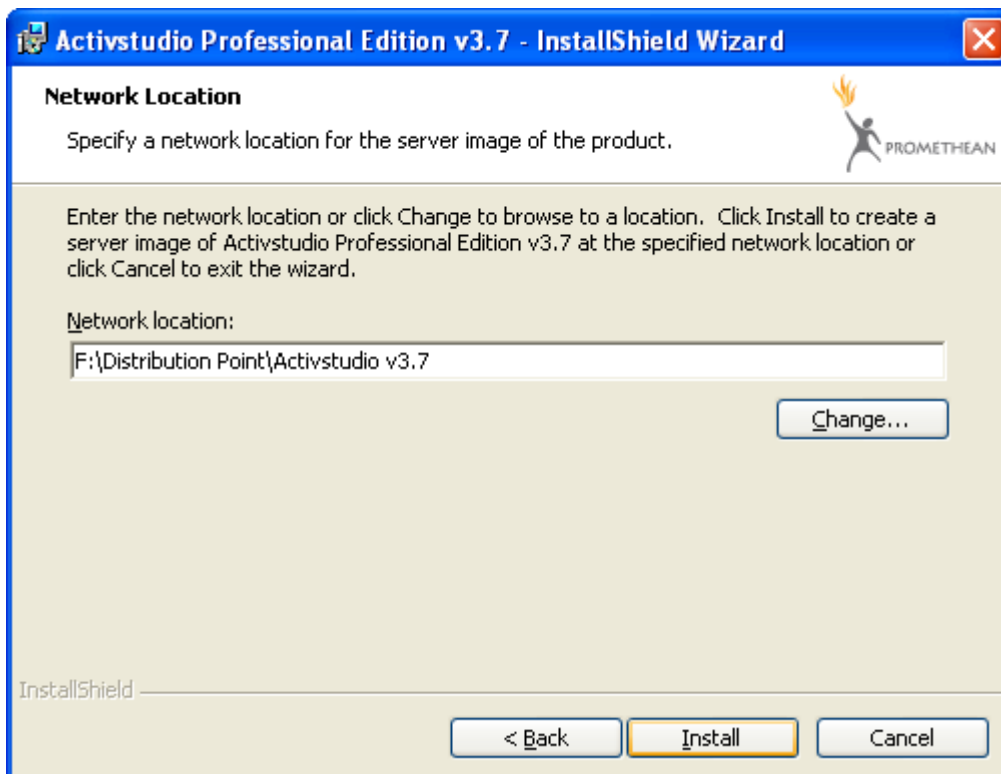 Activstudio Professional Edition v3.7 - InstallShield Wizard
Network Location
Specify a network location for the server image of the product.
PROMETHEAN
Enter the network location or click Change to browse to a location.  Click Install to create a
server image of Activstudio Professional Edition v3.7 at the specified network location or
click Cancel to exit the wizard.
Network location:
F:\Distribution Point\Activstudio v3.7
Change...
InstallShield
< Back
Install
Cancel